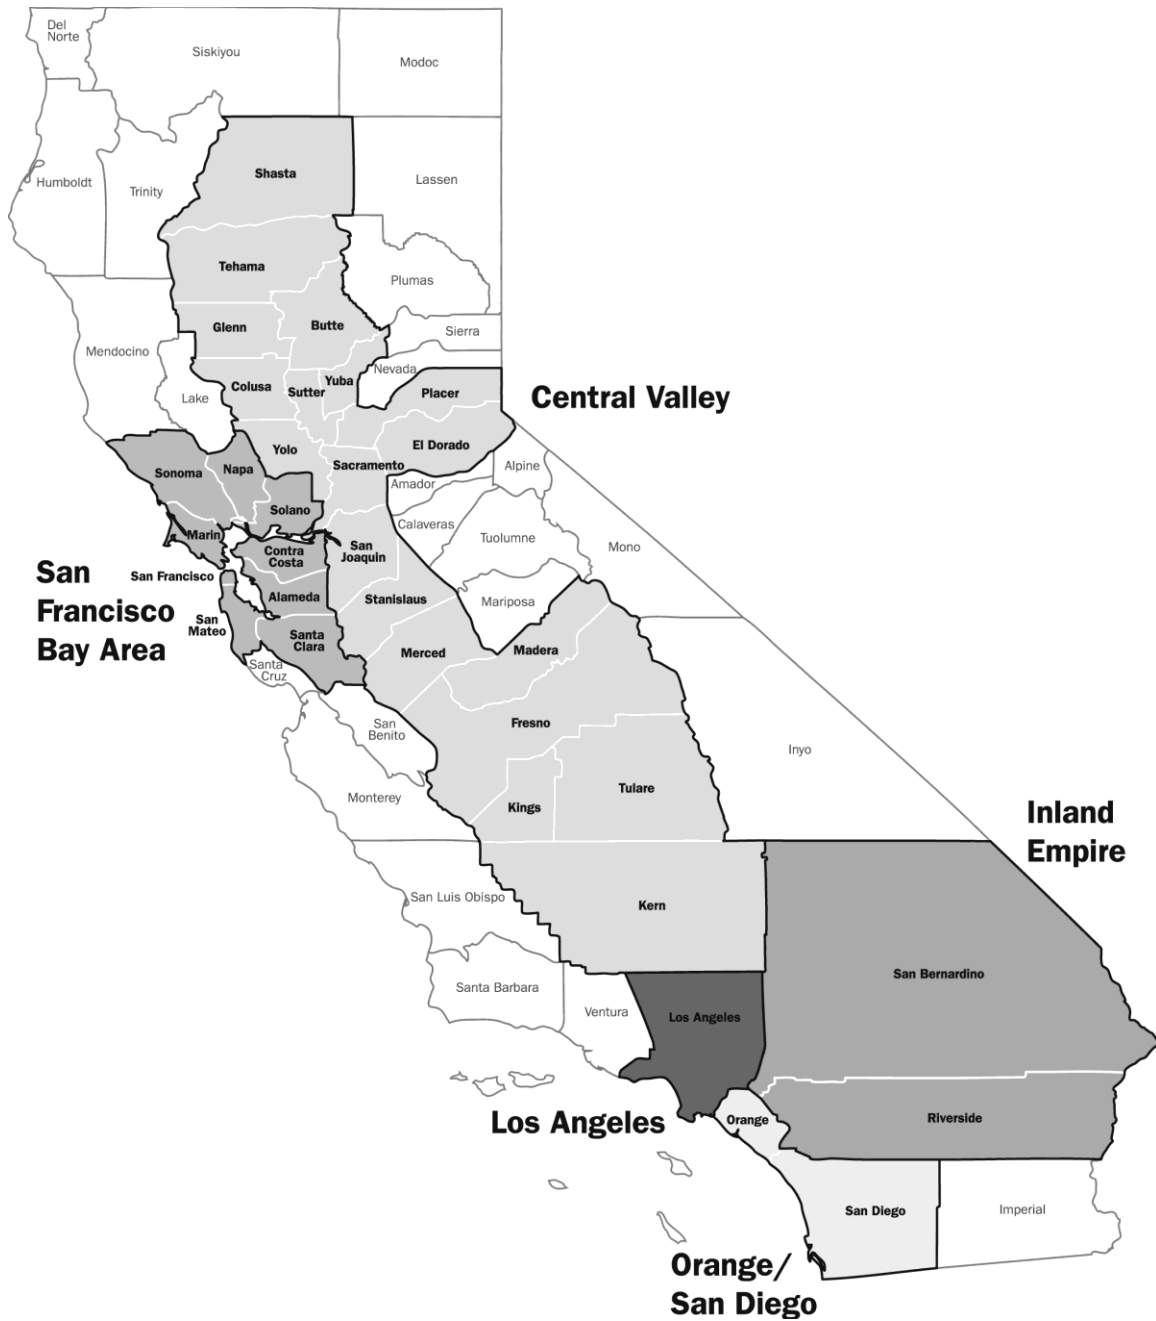 Del
Norte
Siskiyou
Modoc
Shasta
Lassen
Humboldt
Trinity
Tehama
Plumas
Glenn
Butte
Sierra
Mendocino
Nevada
Colusa
Sutter
Yuba
Placer
Lake
Central Valley
Yolo
El Dorado
Sonoma
Napa
Sacramento
Alpine
Amador
Solano
Calaveras
Marin
Tuolumne
Mono
Contra
Costa
San
Joaquin
San
Francisco
Bay Area
San Francisco
Alameda
Stanislaus
Mariposa
San
Mateo
Santa
Clara
Merced
Madera
Santa
Cruz
San
Benito
Fresno
Inyo
Monterey
Kings
Tulare
Inland
Empire
San Luis Obispo
Kern
San Bernardino
Santa Barbara
Ventura
Los Angeles
Los Angeles
Orange
Riverside
San Diego
Imperial
Orange/
San Diego